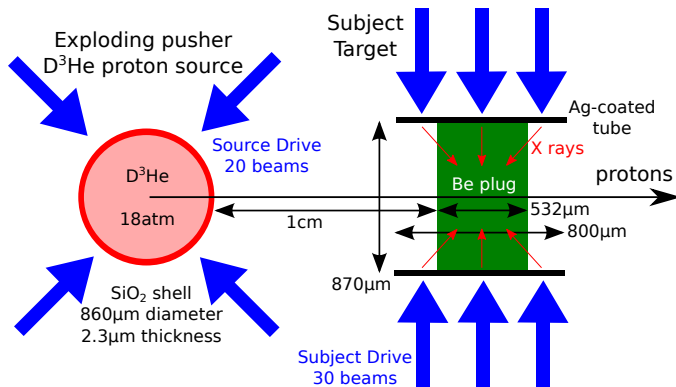 Exploding pusher
D³He proton source
Source Drive
20 beams
D³He
18atm
SiO₂ shell
860μm diameter
2.3μm thickness
1cm
Subject
Target
Ag-coated
tube
X rays
Be plug
protons
532μm
800μm
870μm
Subject Drive
30 beams